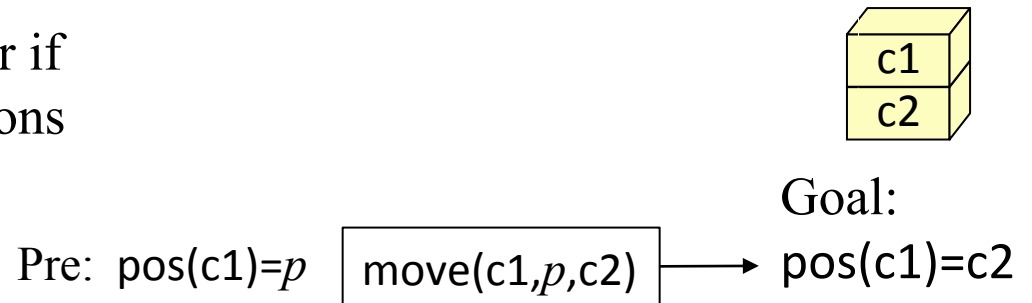 r if
ons
c1
c2
Goal:
Pre: pos(c1)=p move(c1,p,c2) pos(c1)=c2